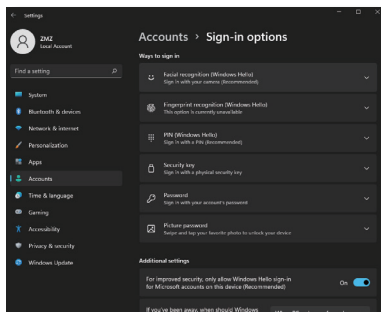 Settings
ZMZ
Local Account
Find a setting
System
Bluetooth & devices
Network & internet
Personalization
Apps
Accounts
Time & language
Gaming
Accessibility
Privacy & security
Windows Update
Accounts > Sign-in options
Ways to sign in
Facial recognition (Windows Hello)
Sign in with your camera (Recommended)
Fingerprint recognition (Windows Hello)
This option is currently unavailable
PIN (Windows Hello)
Sign in with a PIN (Recommended)
Security key
Sign in with a physical security key
Password
Sign in with your account's password
Picture password
Swipe and tap your favorite photo to unlock your device
Additional settings
For improved security, only allow Windows Hello sign-in
for Microsoft accounts on this device (Recommended)
On
If you've been away, when should Windows